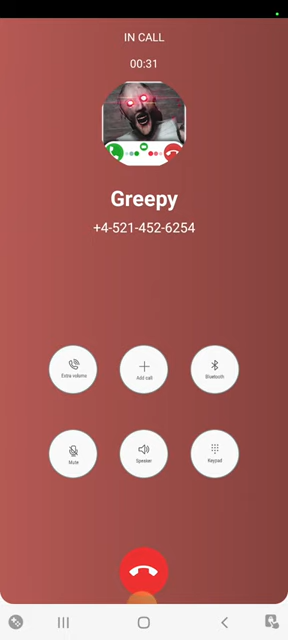 IN CALL
00:31
Greepy
+4-521-452-6254
Extra volume
Add call
Bluetooth
Mute
Speaker
Keypad